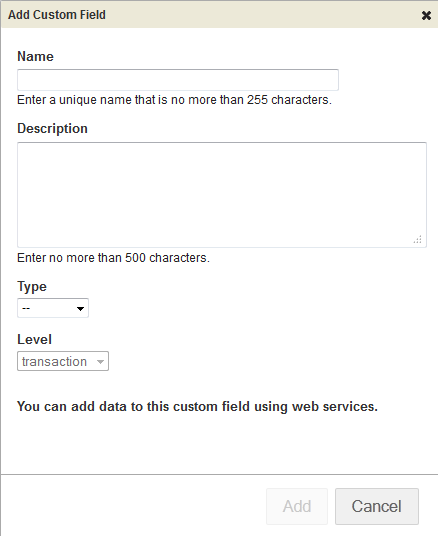 Add Custom Field
Name
Enter a unique name that is no more than 255 characters.
Description
Enter no more than 500 characters.
Type
--
Level
transaction
You can add data to this custom field using web services.
Add Cancel